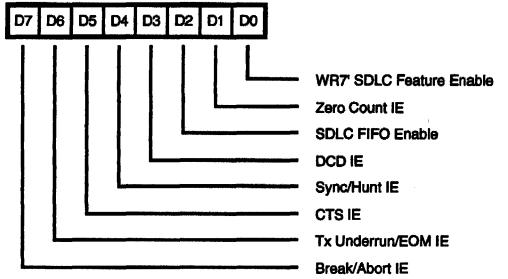 D7 D6 D5 D4 D3 D2 D1 D0
WR7' SDLC Feature Enable
Zero Count IE
SDLC FIFO Enable
DCD IE
Sync/Hunt IE
CTS IE
Tx Underrun/EOM IE
Break/Abort IE